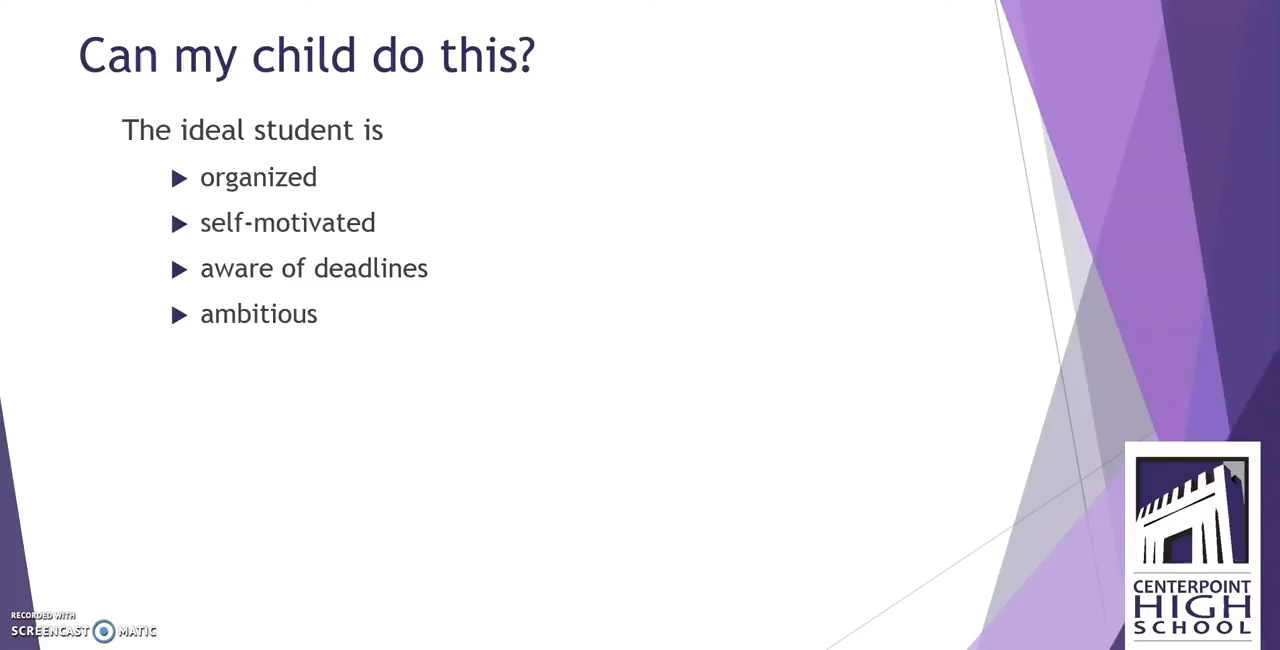 Can my child do this?
The ideal student is
organized
self-motivated
aware of deadlines
ambitious
RECORDED WITH
SCREENCAST MATIC
CENTERPOINT
HIGH
SCHOOL